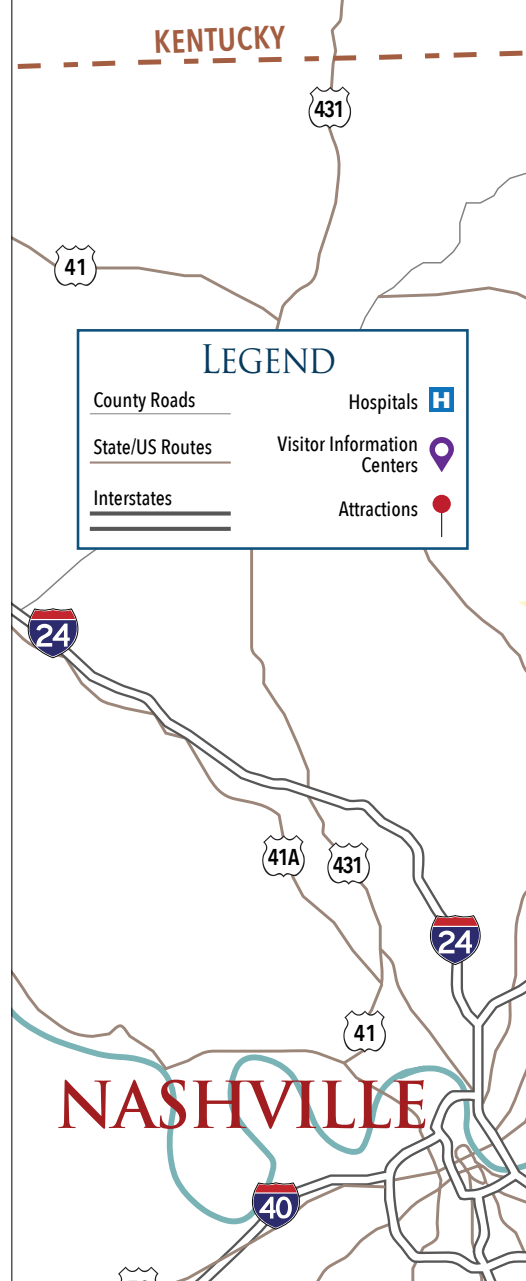 KENTUCKY
431
41
LEGEND
County Roads
State/US Routes
Interstates
Hospitals H
Visitor Information
Centers
Attractions
24
41A
431
24
41
NASHVILLE
40